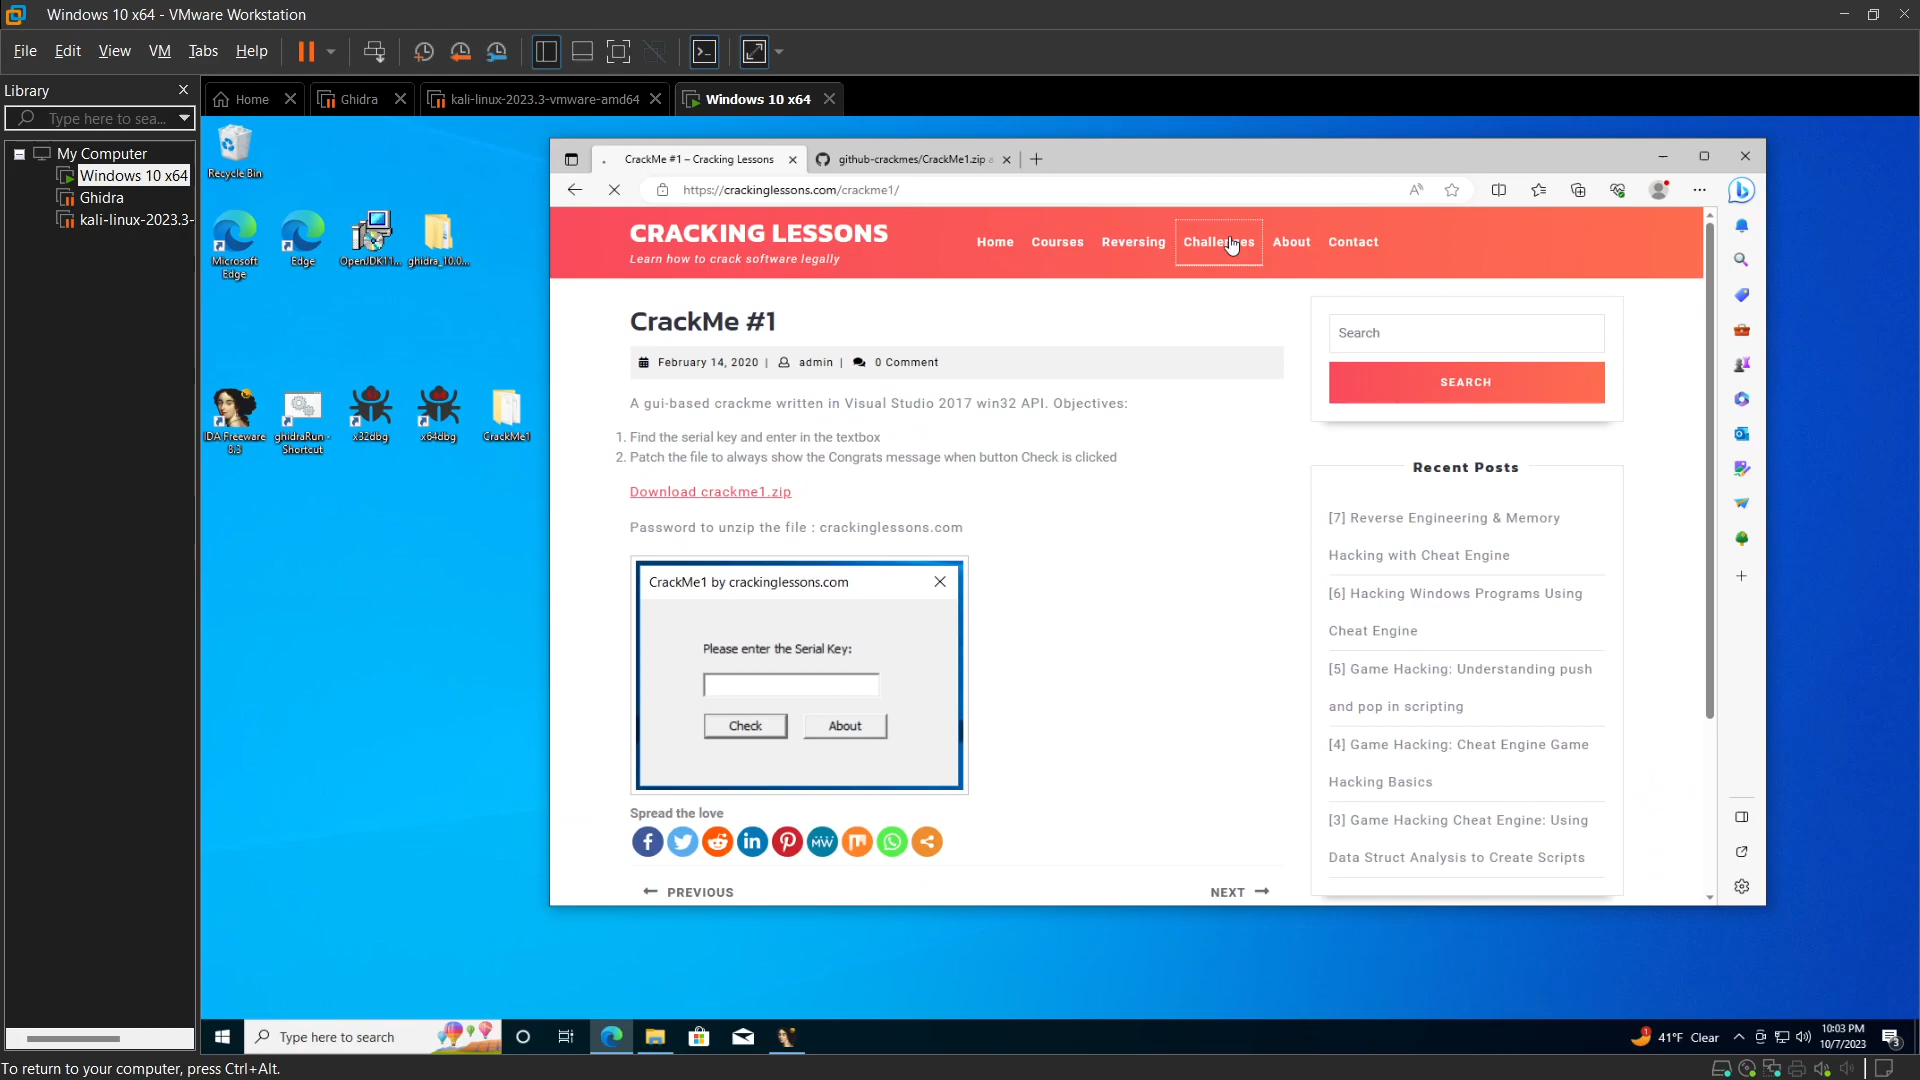 Windows 10 x64 - VMware Workstation
File Edit View VM Tabs Help
Library
Type here to sea...
My Computer
Windows 10 x64
Ghidra
kali-linux-2023.3-
Home
Ghidra
kali-linux-2023.3-vmware-amd64
Windows 10 x64
Recycle Bin
Microsoft Edge
Edge
OpenJDK11...
ghidra_10.0...
IDA Freeware 8.3
ghidraRun - Shortcut
x32dbg
x64dbg
CrackMe1
CrackMe #1 – Cracking Lessons
github-crackmes/CrackMe1.zip a
https://crackinglessons.com/crackme1/
CRACKING LESSONS
Learn how to crack software legally
Home Courses Reversing Challenges About Contact
CrackMe #1
February 14, 2020 | admin | 0 Comment
A gui-based crackme written in Visual Studio 2017 win32 API. Objectives:
1. Find the serial key and enter in the textbox
2. Patch the file to always show the Congrats message when button Check is clicked
Download crackme1.zip
Password to unzip the file : crackinglessons.com
CrackMe1 by crackinglessons.com
Please enter the Serial Key:
Check
About
Spread the love
MW
PREVIOUS
NEXT
Search
SEARCH
Recent Posts
[7] Reverse Engineering & Memory
Hacking with Cheat Engine
[6] Hacking Windows Programs Using
Cheat Engine
[5] Game Hacking: Understanding push
and pop in scripting
[4] Game Hacking: Cheat Engine Game
Hacking Basics
[3] Game Hacking Cheat Engine: Using
Data Struct Analysis to Create Scripts
Type here to search
41°F Clear
10:03 PM
10/7/2023
3
To return to your computer, press Ctrl+Alt.